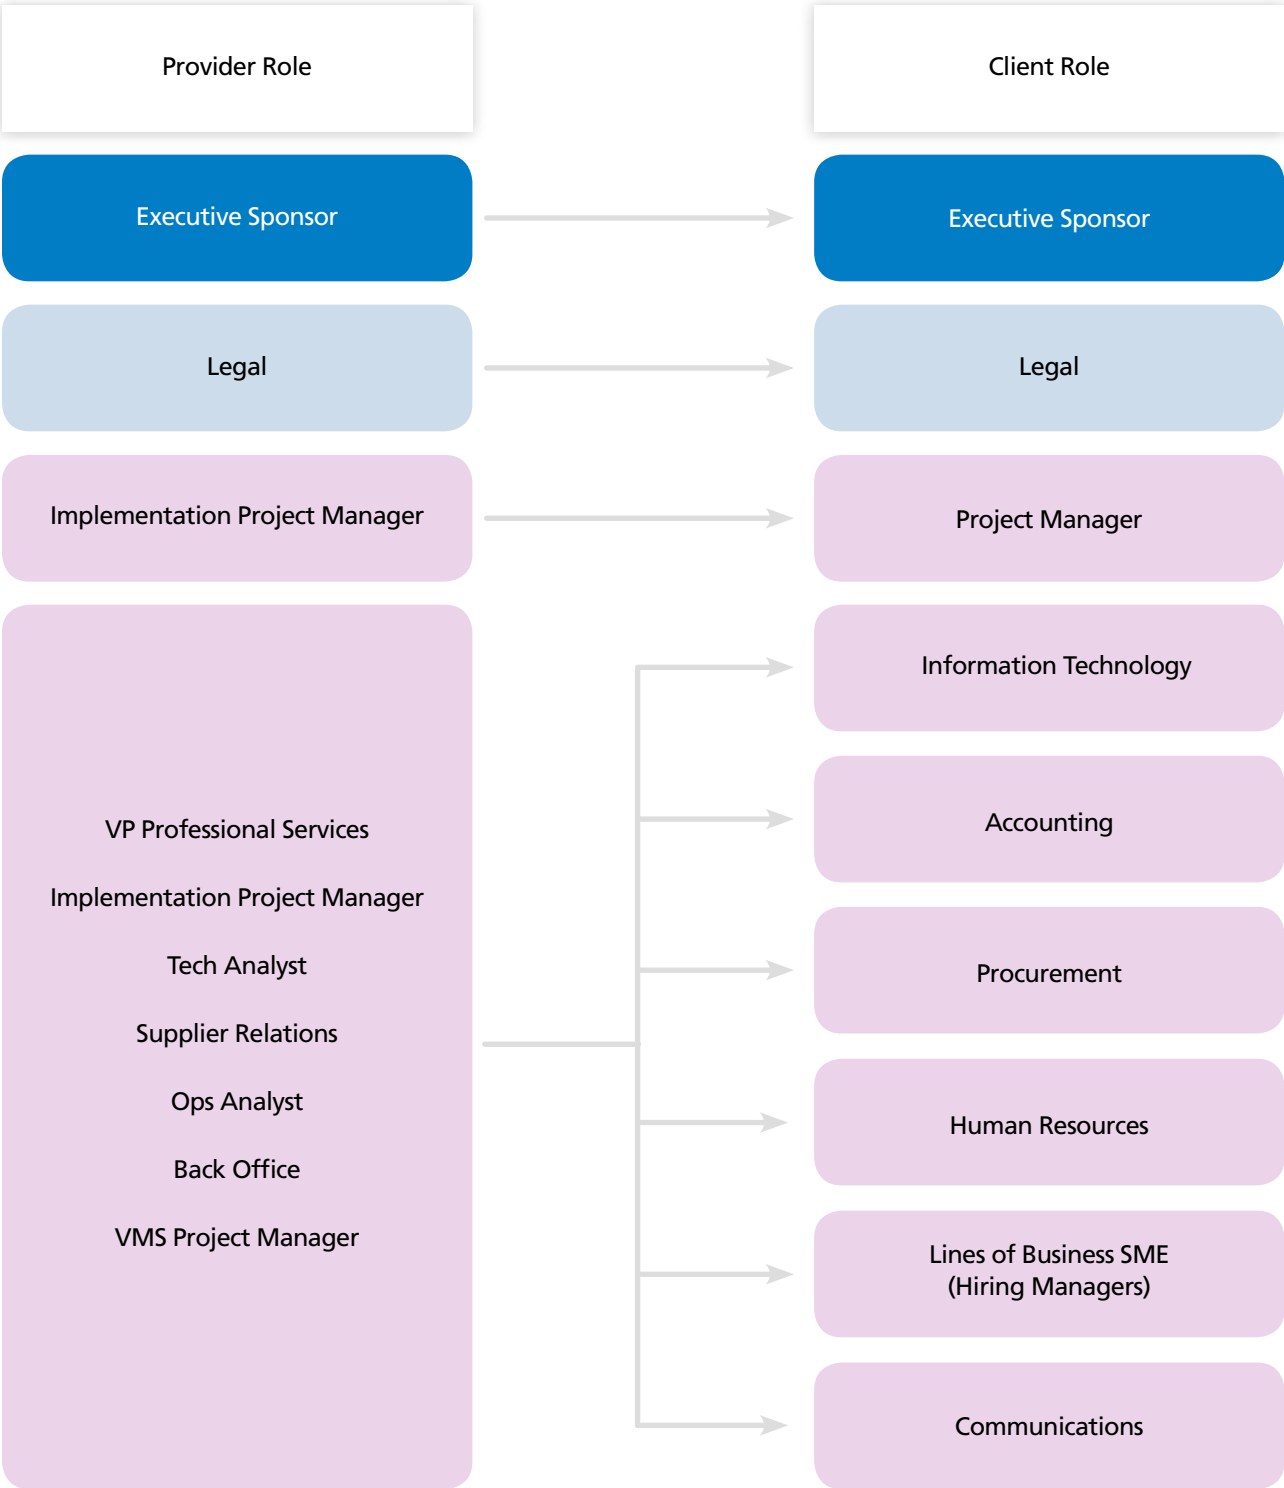 Provider Role
Client Role
Executive Sponsor
Executive Sponsor
Legal
Legal
Implementation Project Manager
Project Manager
VP Professional Services
Implementation Project Manager
Tech Analyst
Supplier Relations
Ops Analyst
Back Office
VMS Project Manager
Information Technology
Accounting
Procurement
Human Resources
Lines of Business SME
(Hiring Managers)
Communications